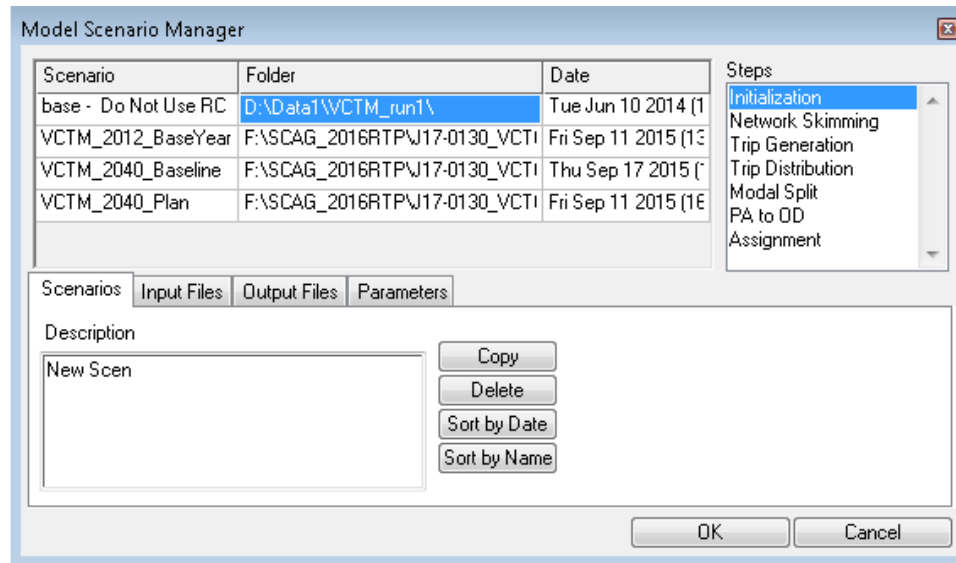 Model Scenario Manager
Scenario Folder Date
base - Do Not Use RC D:\Data1\VCTM_run1\ Tue Jun 10 2014 (1
VCTM_2012_BaseYear F:\SCAG_2016RTP\J17-0130_VCT Fri Sep 11 2015 (13
VCTM_2040_Baseline F:\SCAG_2016RTP\J17-0130_VCT Thu Sep 17 2015 (
VCTM_2040_Plan F:\SCAG_2016RTP\J17-0130_VCT Fri Sep 11 2015 (16
Steps
Initialization
Network Skimming
Trip Generation
Trip Distribution
Modal Split
PA to OD
Assignment
Scenarios Input Files Output Files Parameters
Description
New Scen
Copy
Delete
Sort by Date
Sort by Name
OK Cancel